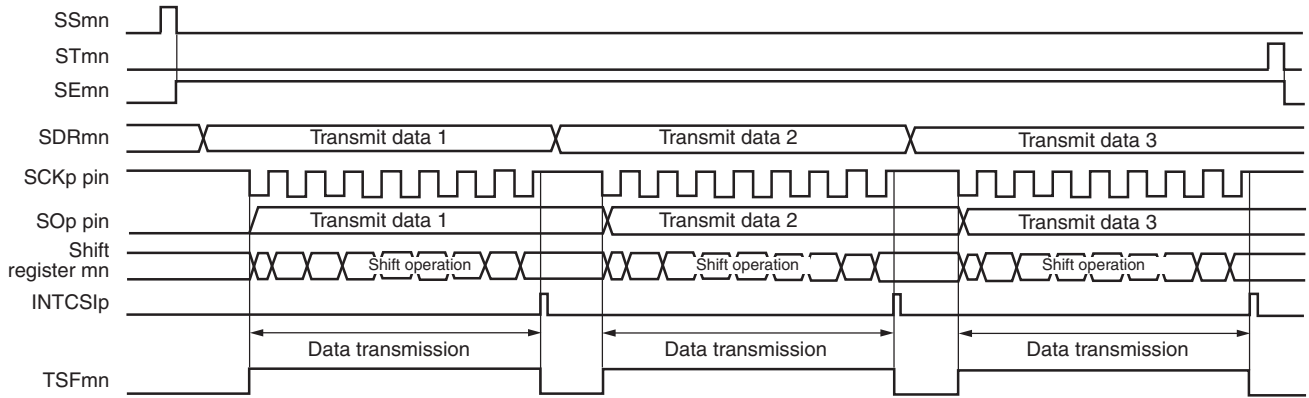 SSmn
STmn
SEmn
SDRmn Transmit data 1 Transmit data 2 Transmit data 3
SCKp pin
SOp pin Transmit data 1 Transmit data 2 Transmit data 3
Shift
register mn Shift operation Shift operation Shift operation
INTCSIp
Data transmission Data transmission Data transmission
TSFmn